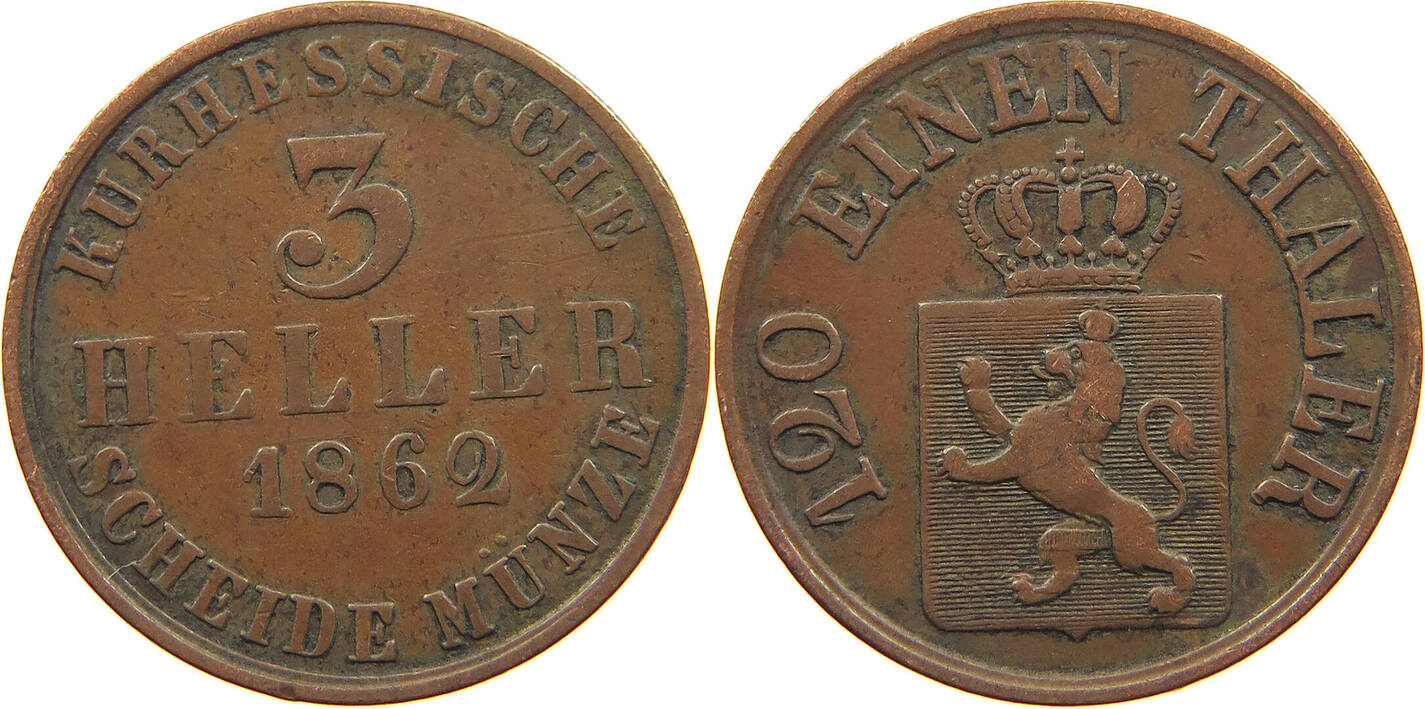 KURHESSISCHE
3
HELLER
1862
SCHEIDE MÜNZE
120 EINEN THALER